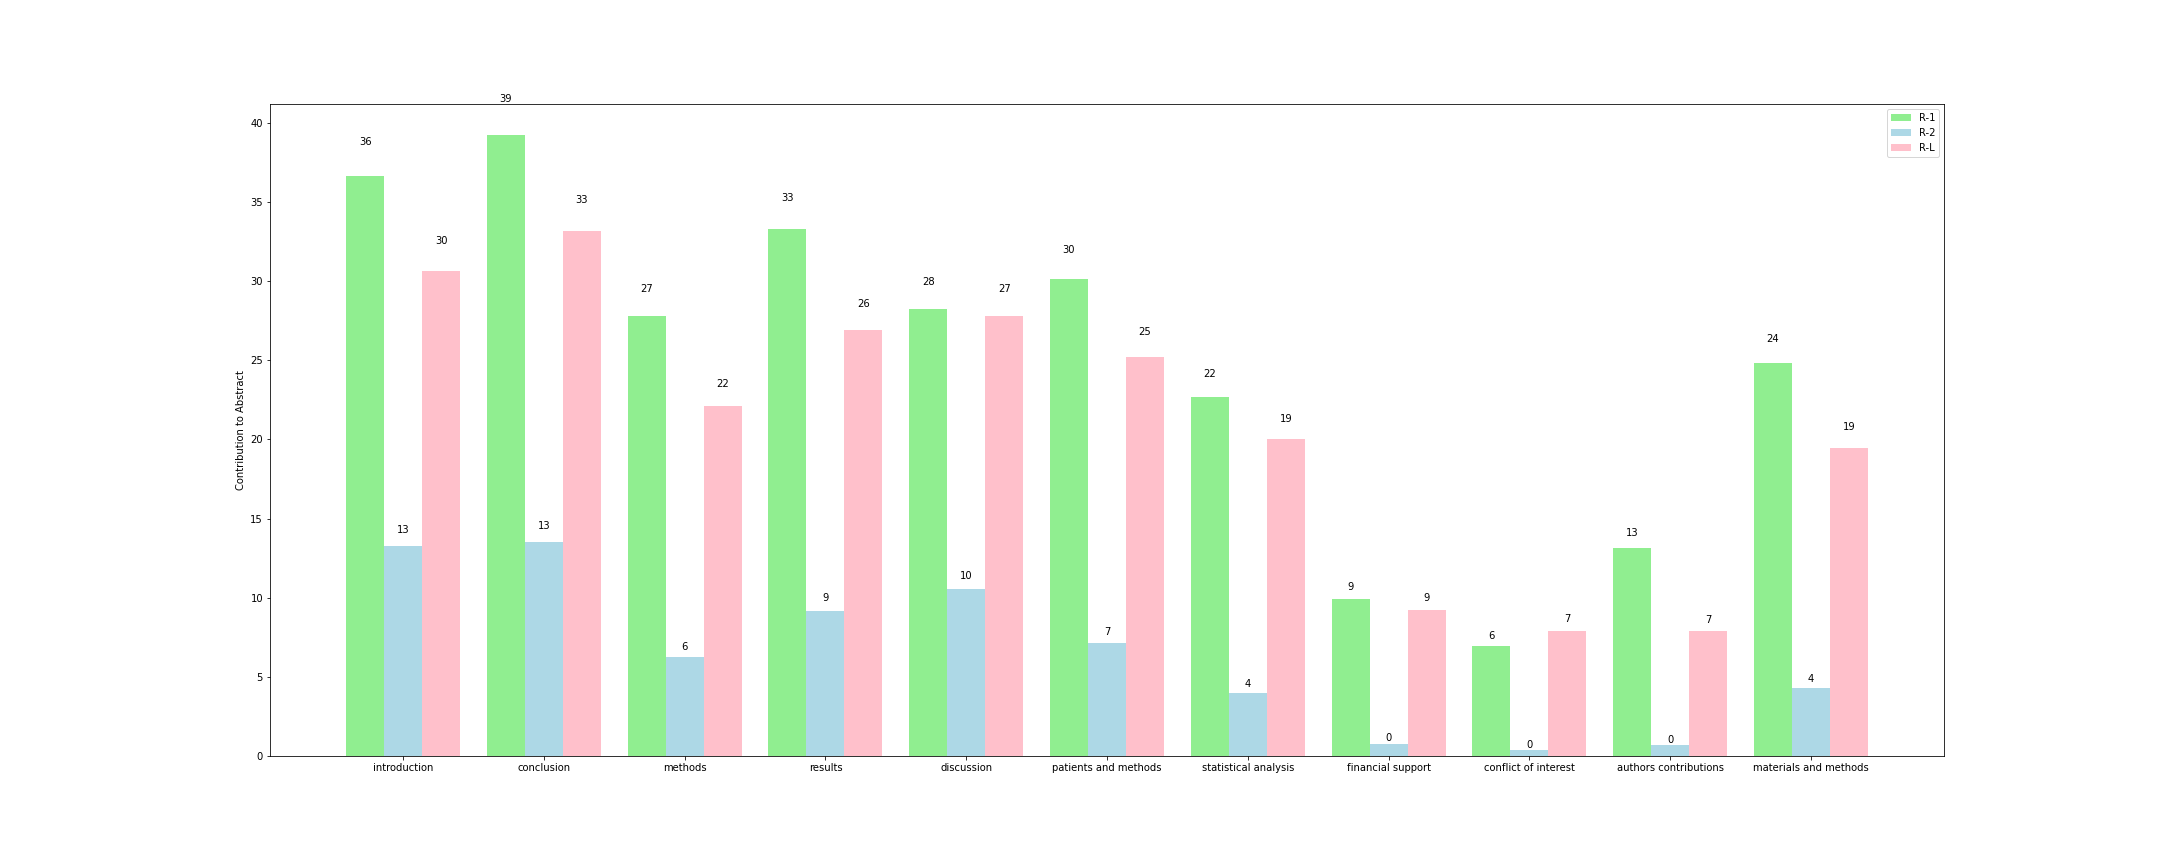 39
40
R-1
R-2
R-L
36
35
33
33
30
30
30
28
27
27
26
25
25
24
22
22
20
19
19
15
13
13
13
10
10
9
9
9
7
7
7
6
6
5
4
4
0
0
0
0
Contribution to Abstract
introduction
conclusion
methods
results
discussion
patients and methods
statistical analysis
financial support
conflict of interest
authors contributions
materials and methods